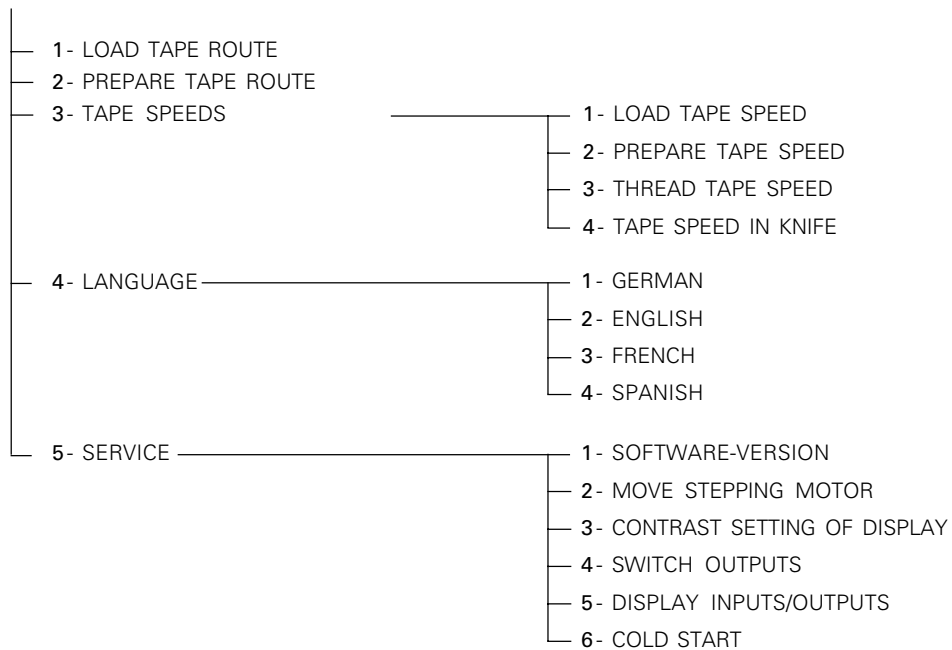 1- LOAD TAPE ROUTE
2- PREPARE TAPE ROUTE
3- TAPE SPEEDS
1- LOAD TAPE SPEED
2- PREPARE TAPE SPEED
3- THREAD TAPE SPEED
4- TAPE SPEED IN KNIFE
4- LANGUAGE
1- GERMAN
2- ENGLISH
3- FRENCH
4- SPANISH
5- SERVICE
1- SOFTWARE-VERSION
2- MOVE STEPPING MOTOR
3- CONTRAST SETTING OF DISPLAY
4- SWITCH OUTPUTS
5- DISPLAY INPUTS/OUTPUTS
6- COLD START